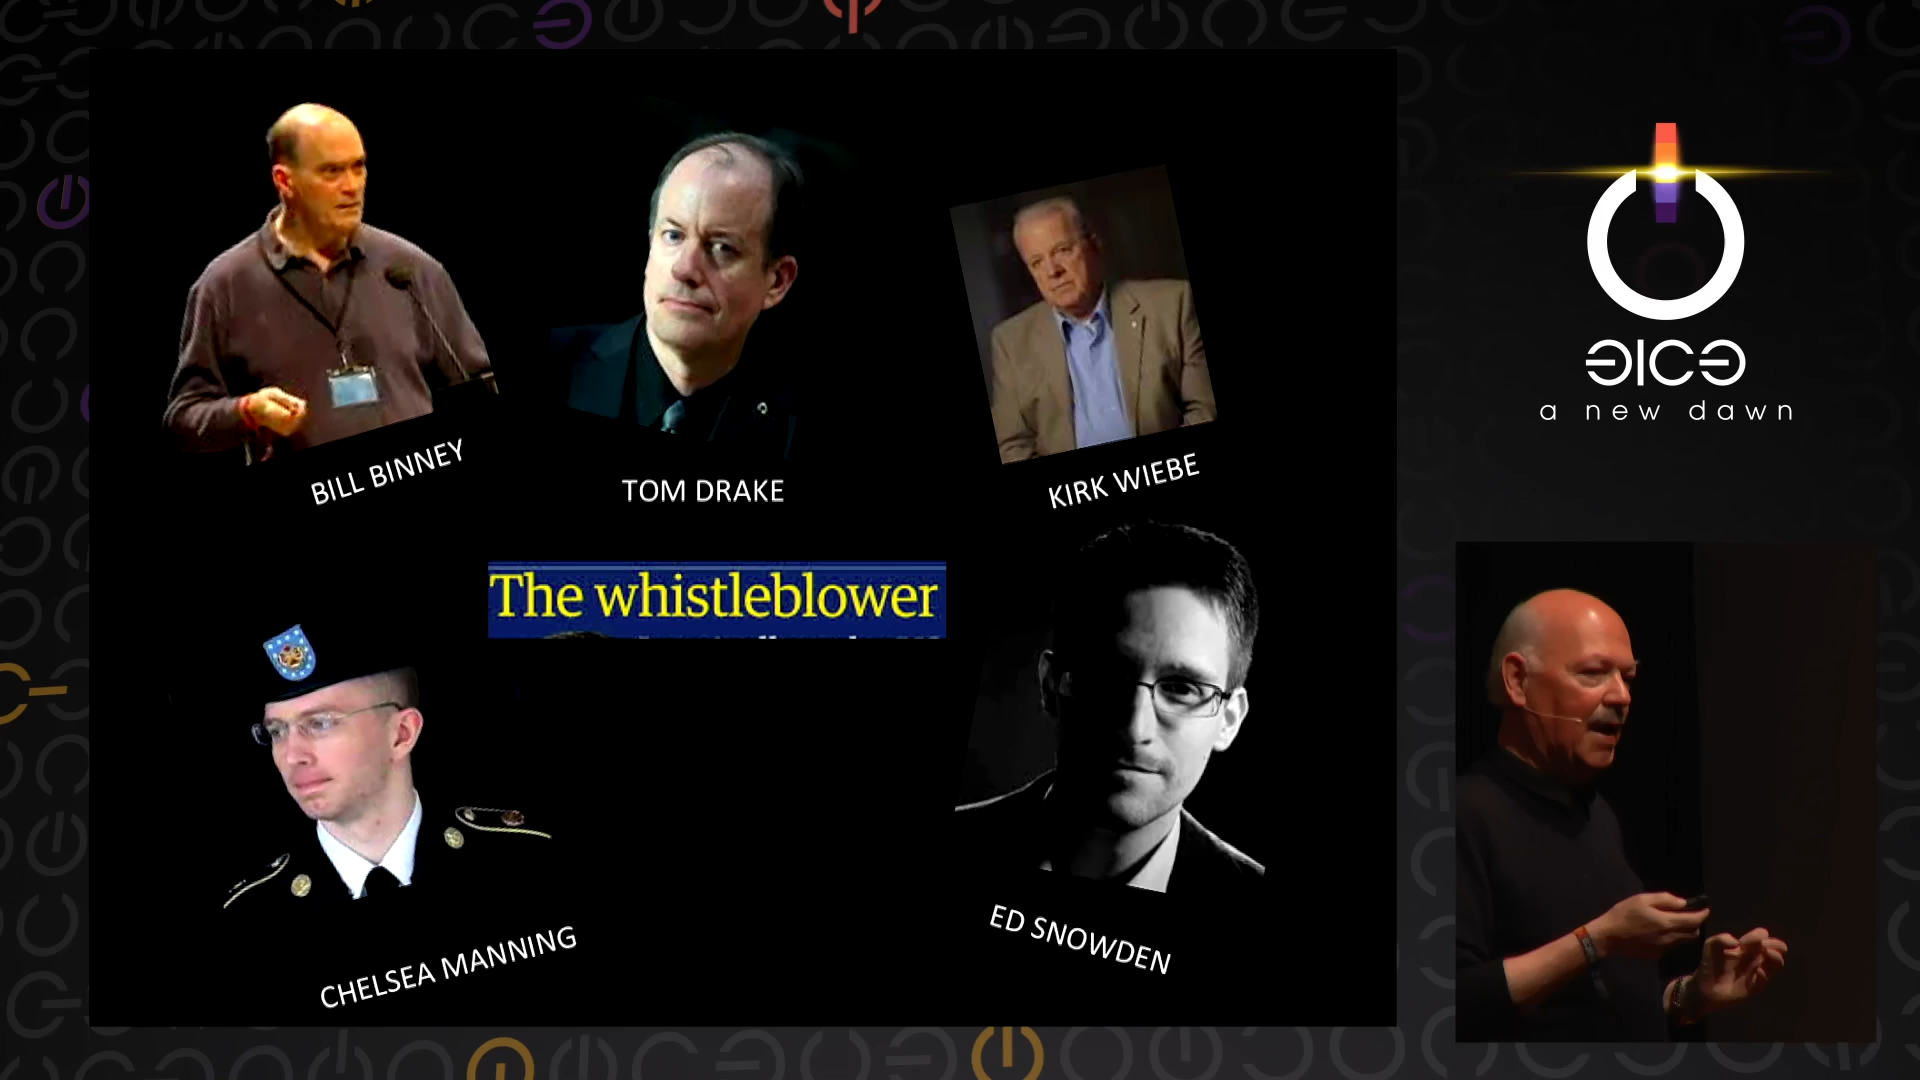 BILL BINNEY
TOM DRAKE
KIRK WIEBE
The whistleblower
CHELSEA MANNING
ED SNOWDEN
a new dawn